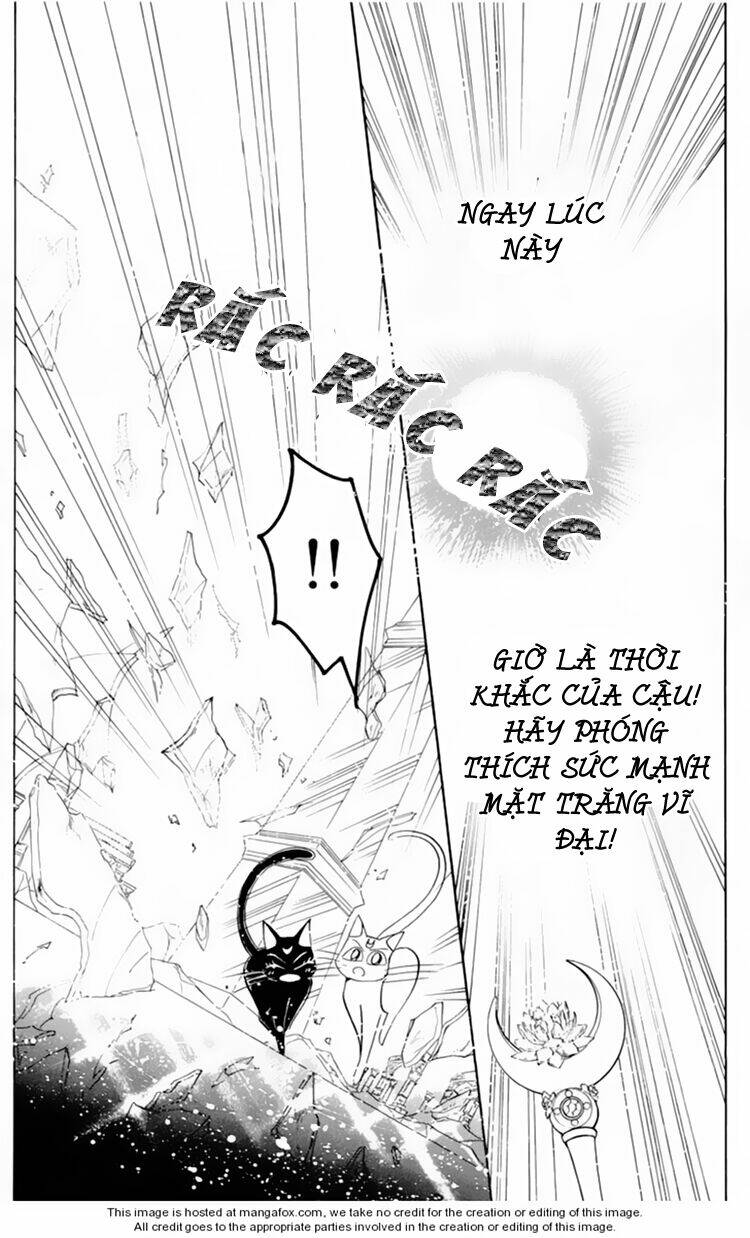 NGAY LÚC
NÀY
RẮC RẮC RẮC
!!
GIỜ LÀ THỜI
KHẮC CỦA CẬU!
HÃY PHÓNG
THÍCH SỨC MẠNH
MẶT TRĂNG VĨ
ĐẠI!
This image is hosted at mangafox.com, we take no credit for the creation or editing of this image.
All credit goes to the appropriate parties involved in the creation or editing of this image.